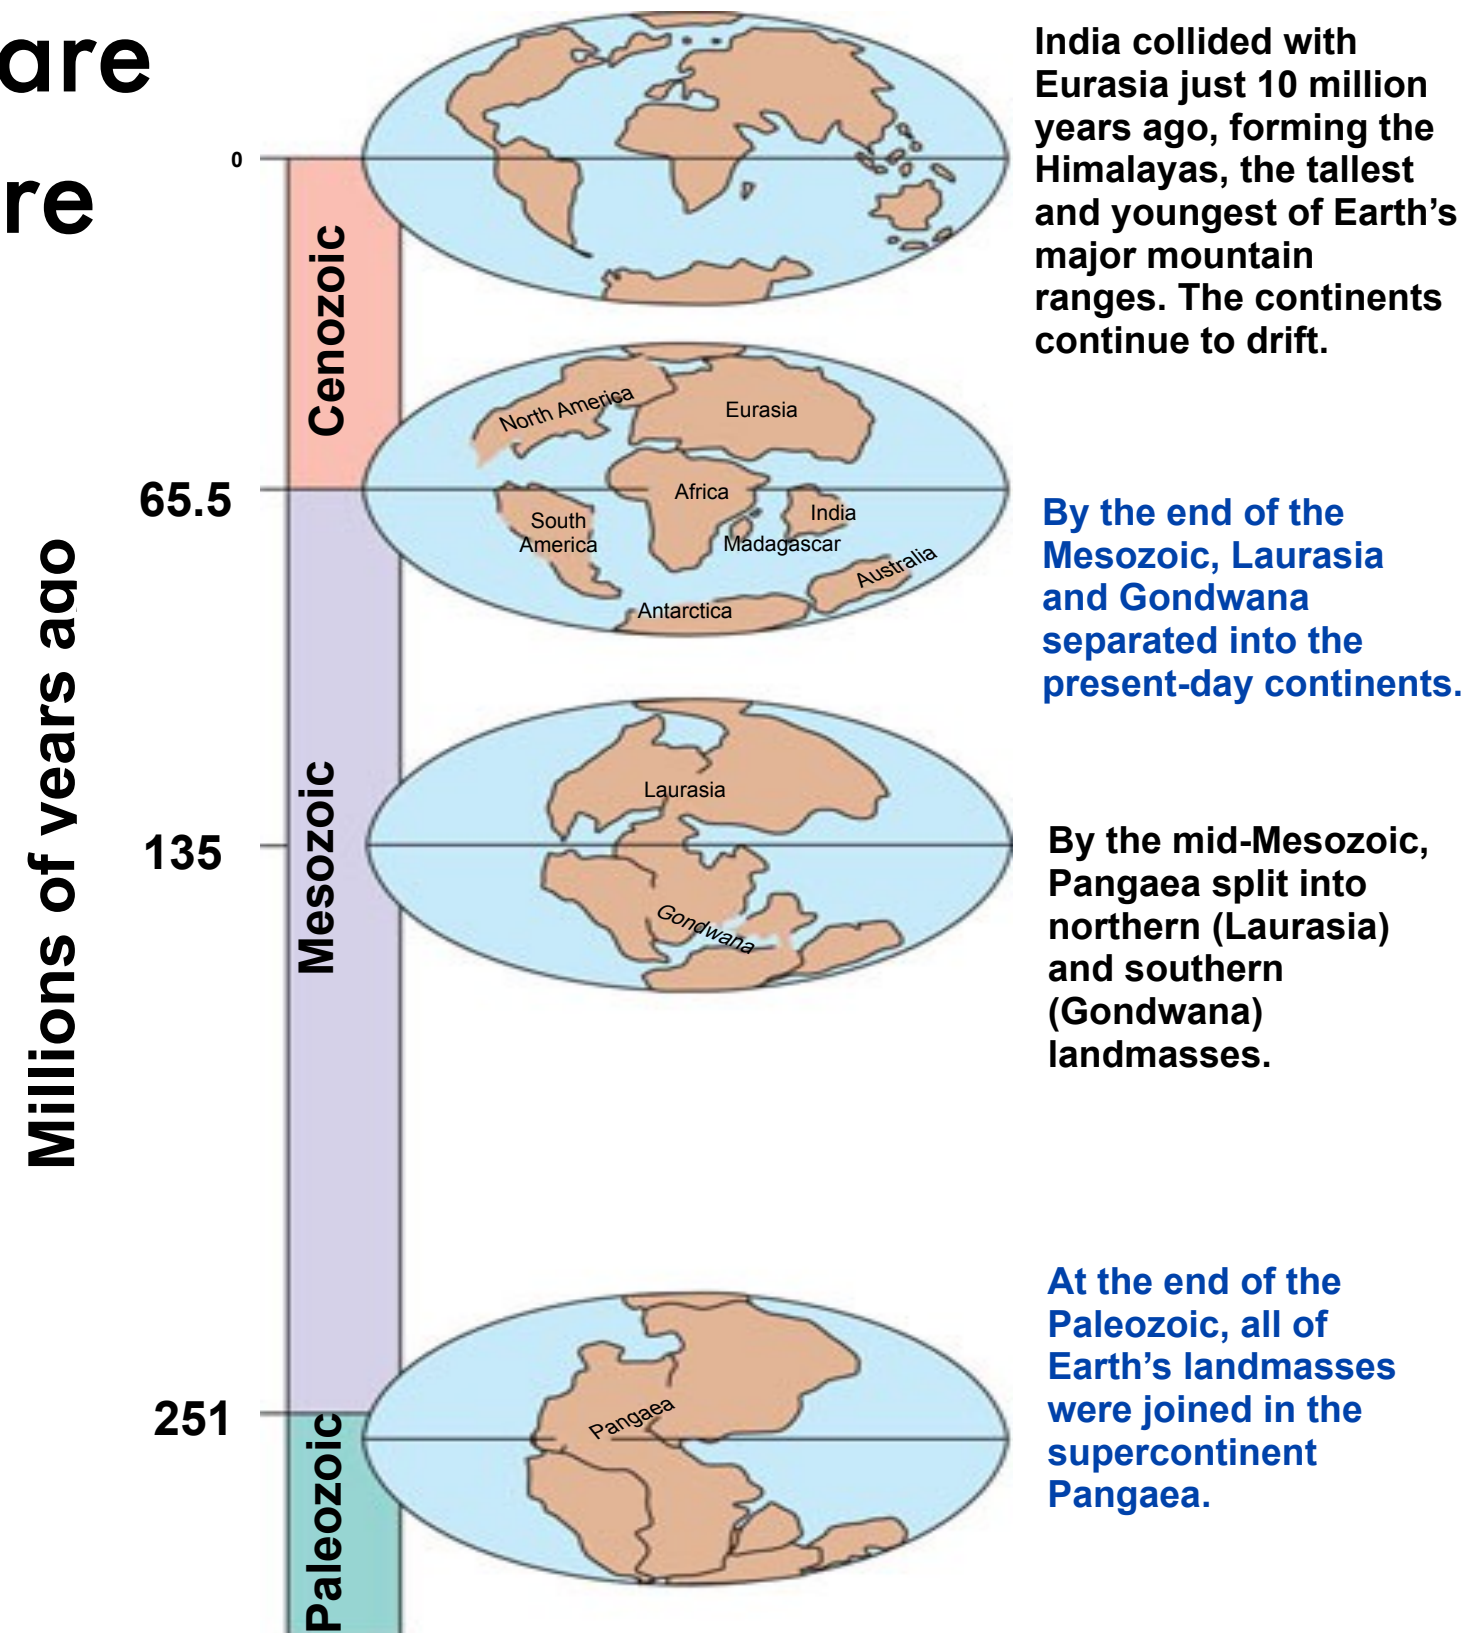 are
re
0
India collided with
Eurasia just 10 million
years ago, forming the
Himalayas, the tallest
and youngest of Earth’s
major mountain
ranges. The continents
continue to drift.
Cenozoic
North America
Eurasia
Africa
South
America
India
Madagascar
Australia
Antarctica
65.5
By the end of the
Mesozoic, Laurasia
and Gondwana
separated into the
present-day continents.
Millions of years ago
Mesozoic
Laurasia
Gondwana
135
By the mid-Mesozoic,
Pangaea split into
northern (Laurasia)
and southern
(Gondwana)
landmasses.
251
Pangaea
Paleozoic
At the end of the
Paleozoic, all of
Earth’s landmasses
were joined in the
supercontinent
Pangaea.